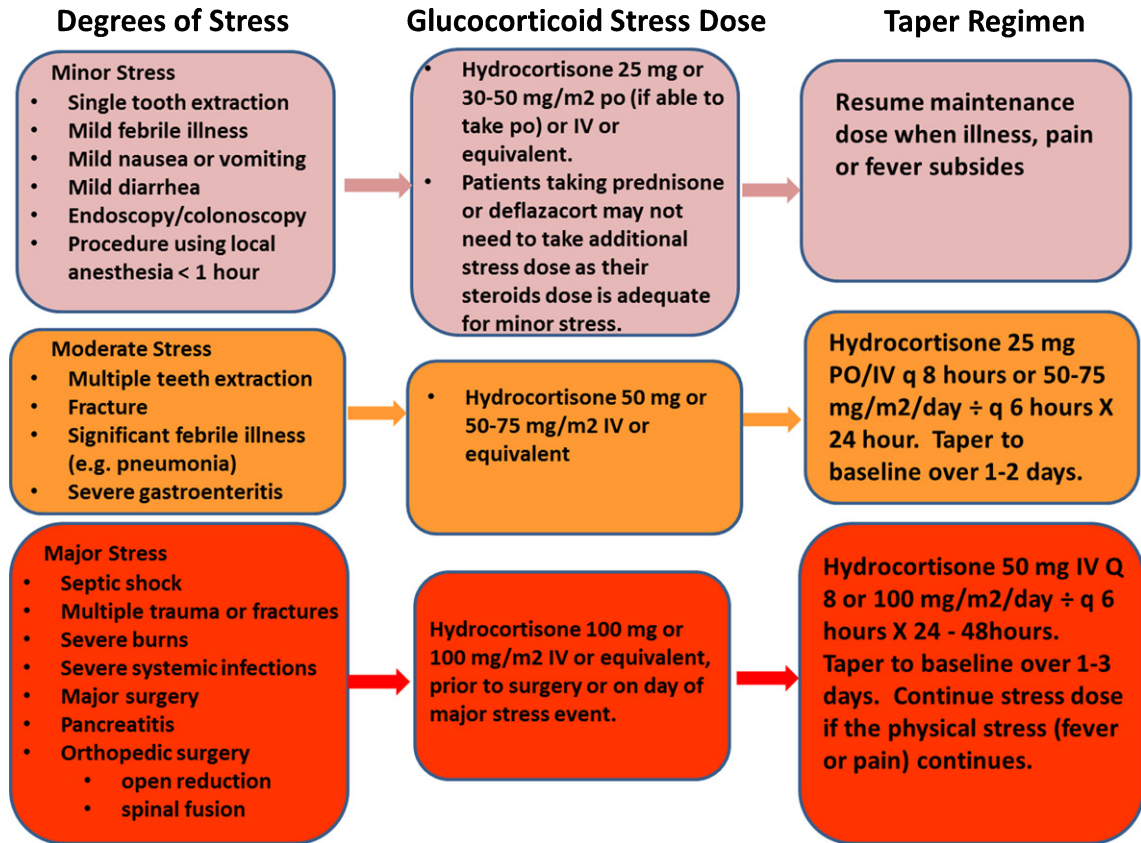 Degrees of Stress
Glucocorticoid Stress Dose
Taper Regimen
Minor Stress
• Single tooth extraction
• Mild febrile illness
• Mild nausea or vomiting
• Mild diarrhea
• Endoscopy/colonoscopy
• Procedure using local
anesthesia < 1 hour
• Hydrocortisone 25 mg or
30-50 mg/m2 po (if able to
take po) or IV or
equivalent.
• Patients taking prednisone
or deflazacort may not
need to take additional
stress dose as their
steroids dose is adequate
for minor stress.
Resume maintenance
dose when illness, pain
or fever subsides
Moderate Stress
• Multiple teeth extraction
• Fracture
• Significant febrile illness
(e.g. pneumonia)
• Severe gastroenteritis
• Hydrocortisone 50 mg or
50-75 mg/m2 IV or
equivalent
Hydrocortisone 25 mg
PO/IV q 8 hours or 50-75
mg/m2/day ÷ q 6 hours X
24 hour. Taper to
baseline over 1-2 days.
Major Stress
• Septic shock
• Multiple trauma or fractures
• Severe burns
• Severe systemic infections
• Major surgery
• Pancreatitis
• Orthopedic surgery
• open reduction
• spinal fusion
Hydrocortisone 100 mg or
100 mg/m2 IV or equivalent,
prior to surgery or on day of
major stress event.
Hydrocortisone 50 mg IV Q
8 or 100 mg/m2/day ÷ q 6
hours X 24 - 48hours.
Taper to baseline over 1-3
days. Continue stress dose
if the physical stress (fever
or pain) continues.